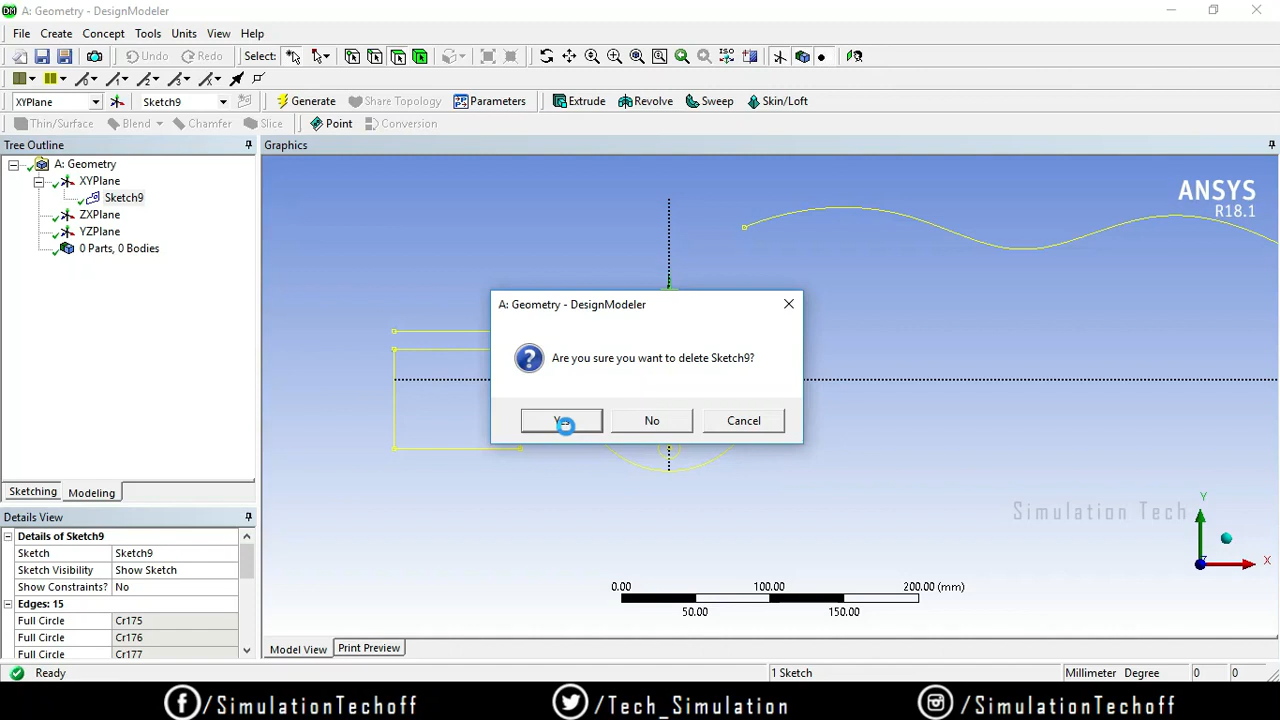 A: Geometry - DesignModeler
File Create Concept Tools Units View Help
Undo Redo Select: ISO
XYPlane Sketch9 Generate Share Topology Parameters Extrude Revolve Sweep Skin/Loft
Thin/Surface Blend Chamfer Slice Point Conversion
Tree Outline
Graphics
A: Geometry
XYPlane
Sketch9
ZXPlane
YZPlane
0 Parts, 0 Bodies
ANSYS
R18.1
A: Geometry - DesignModeler
Are you sure you want to delete Sketch9?
No Cancel
Sketching Modeling
Details View
Details of Sketch9
Sketch Sketch9
Sketch Visibility Show Sketch
Show Constraints? No
Edges: 15
Full Circle Cr175
Full Circle Cr176
Full Circle Cr177
Simulation Tech
Y
X
0.00 100.00 200.00 (mm)
50.00 150.00
Model View Print Preview
Ready 1 Sketch Millimeter Degree 0 0
/SimulationTechoff /Tech_Simulation /SimulationTechoff